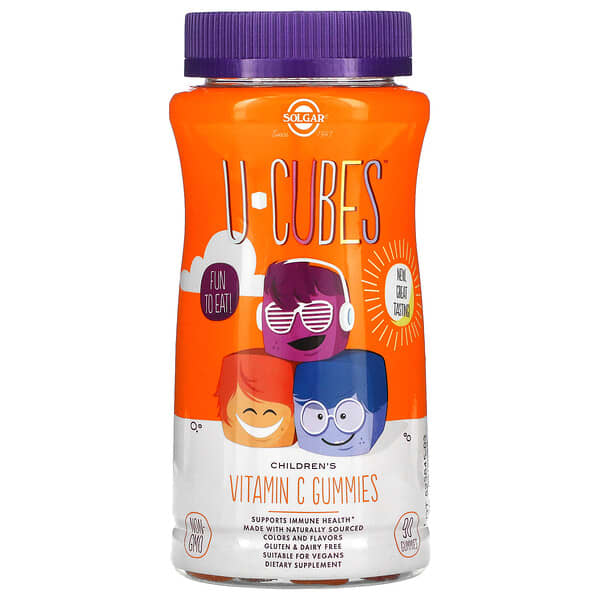 SOLGAR®
Since 1947
U·CUBES™
FUN
TO EAT!
NEW,
GREAT
TASTING!
CHILDREN'S
VITAMIN C GUMMIES
SUPPORTS IMMUNE HEALTH*
MADE WITH NATURALLY SOURCED
COLORS AND FLAVORS
GLUTEN & DAIRY FREE
SUITABLE FOR VEGANS
DIETARY SUPPLEMENT
NON-
GMO
90
GUMMIES